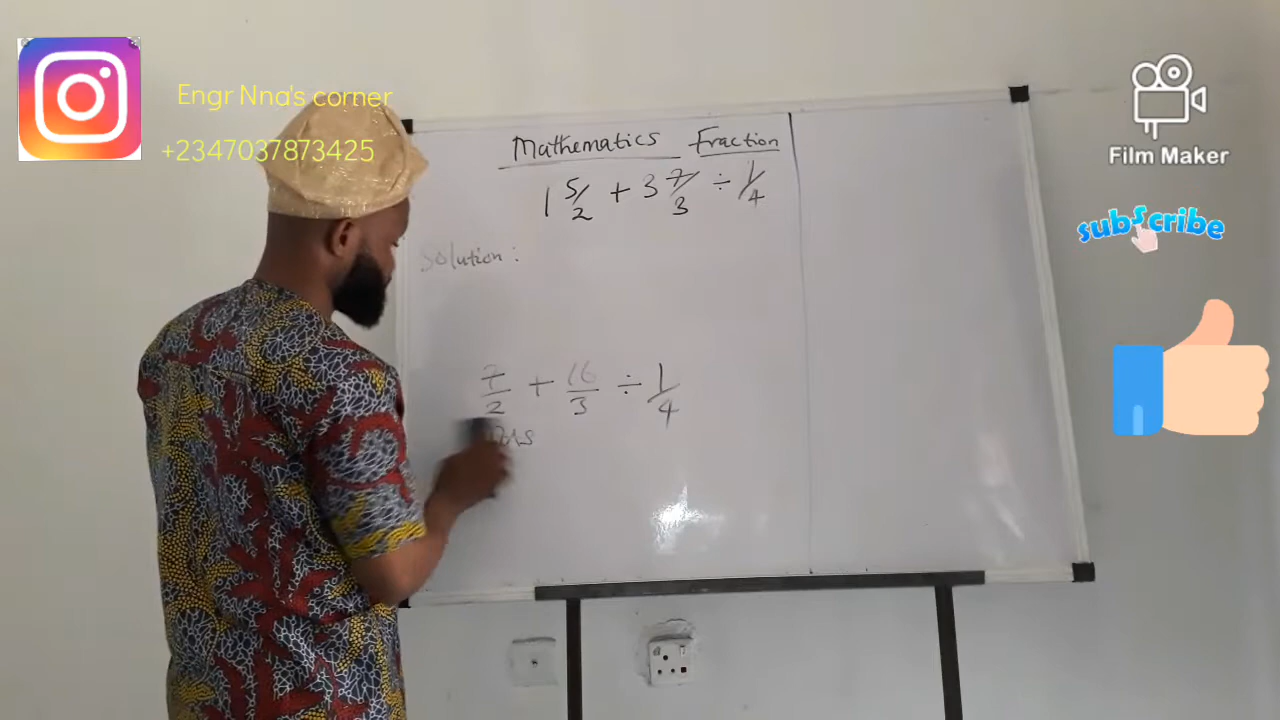 Engr Nna's corner
+2347037873425
Mathematics Fraction
1 5/2 + 3 7/3 ÷ 1/4
Solution :
7/2 + 16/3 ÷ 1/4
Film Maker
subscribe